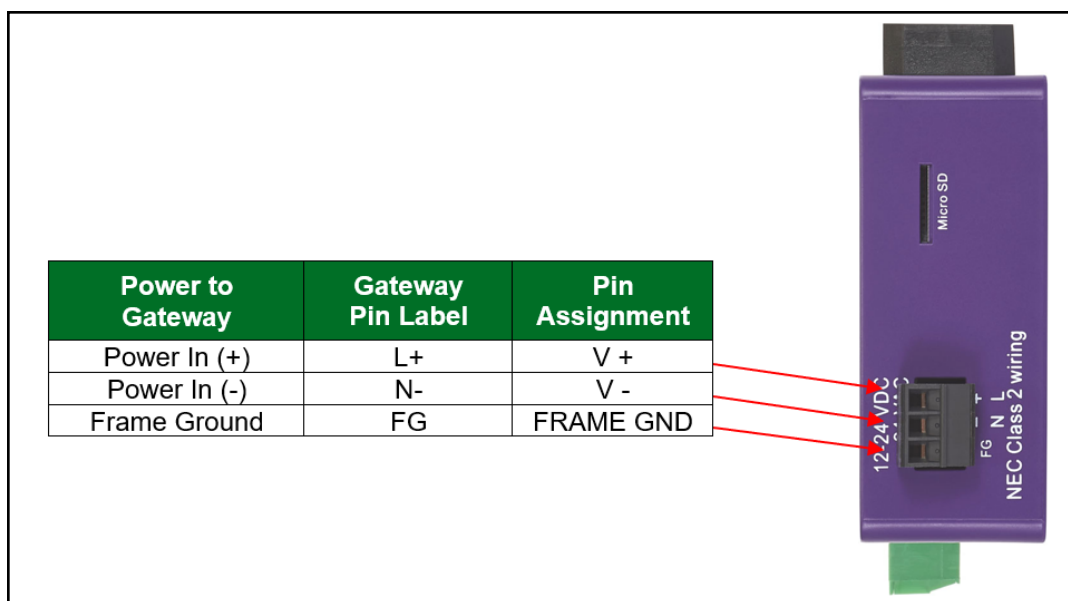 Power to Gateway
Gateway Pin Label
Pin Assignment
Power In (+) L+ V +
Power In (-) N- V -
Frame Ground FG FRAME GND
Micro SD
12-24 VDC
FG N L
- +
NEC Class 2 wiring